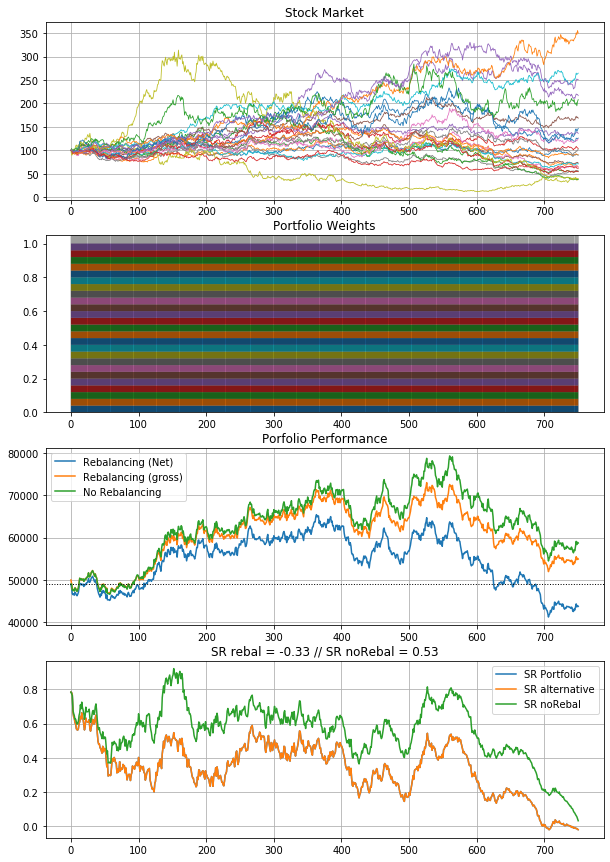 Stock Market
350
300
250
200
150
100
50
0
0 100 200 300 400 500 600 700
Portfolio Weights
1.0
0.8
0.6
0.4
0.2
0.0
0 100 200 300 400 500 600 700
Porfolio Performance
80000
70000
60000
50000
40000
Rebalancing (Net)
Rebalancing (gross)
No Rebalancing
0 100 200 300 400 500 600 700
SR rebal = -0.33 // SR noRebal = 0.53
0.8
0.6
0.4
0.2
0.0
SR Portfolio
SR alternative
SR noRebal
0 100 200 300 400 500 600 700